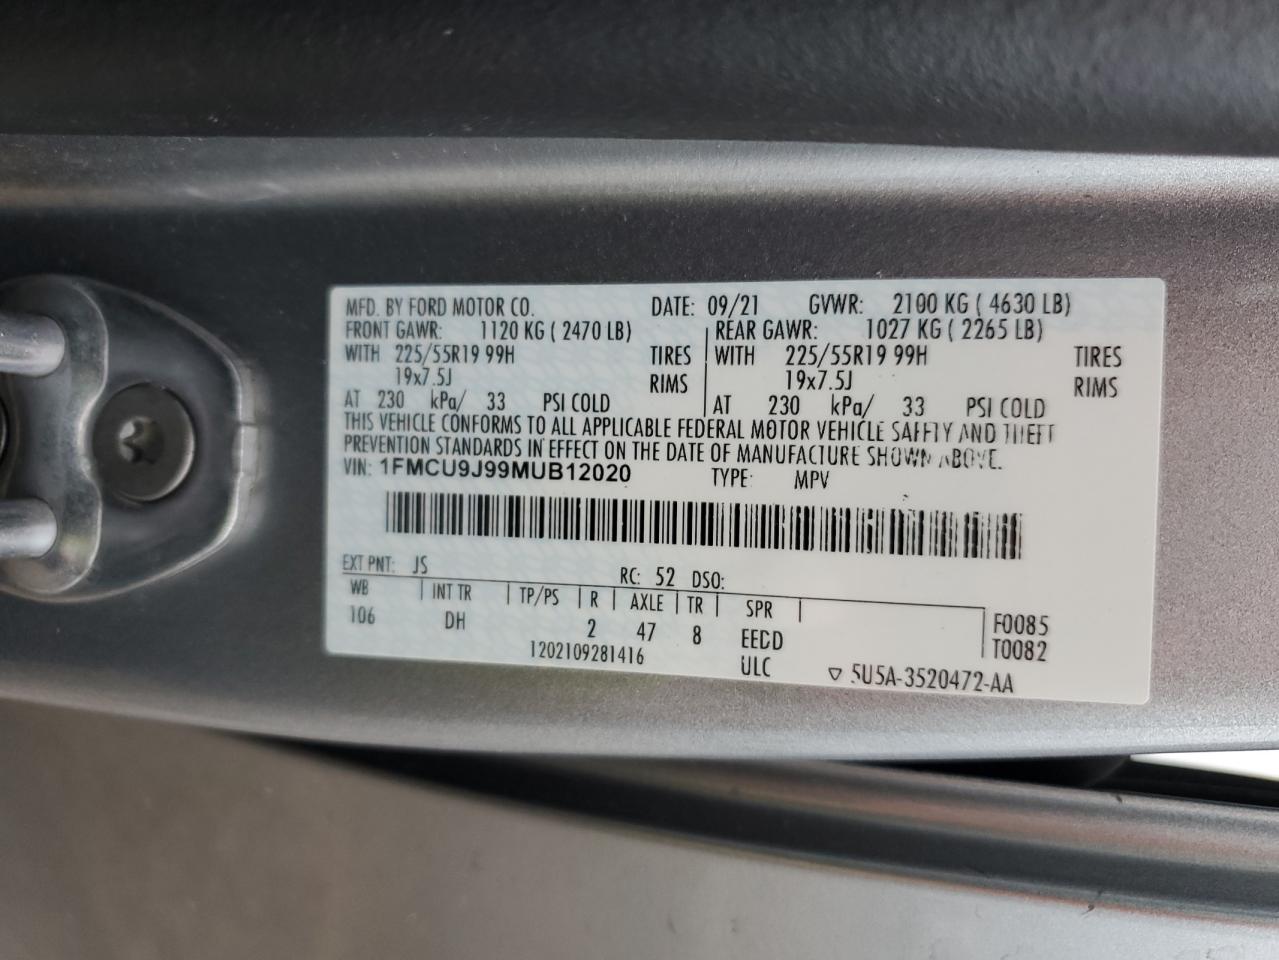 MFD. BY FORD MOTOR CO. DATE: 09/21 GVWR: 2100 KG ( 4630 LB)
FRONT GAWR: 1120 KG ( 2470 LB) REAR GAWR: 1027 KG ( 2265 LB)
WITH 225/55R19 99H TIRES WITH 225/55R19 99H TIRES
19x7.5J RIMS 19x7.5J RIMS
AT 230 kPa/ 33 PSI COLD AT 230 kPa/ 33 PSI COLD
THIS VEHICLE CONFORMS TO ALL APPLICABLE FEDERAL MOTOR VEHICLE SAFETY AND THEFT
PREVENTION STANDARDS IN EFFECT ON THE DATE OF MANUFACTURE SHOWN ABOVE.
VIN: 1FMCU9J99MUB12020 TYPE: MPV
EXT PNT: JS RC: 52 DSO:
WB INT TR TP/PS R AXLE TR SPR
106 DH 2 47 8 EECD F0085
T0082
1202109281416 ULC 5U5A-3520472-AA